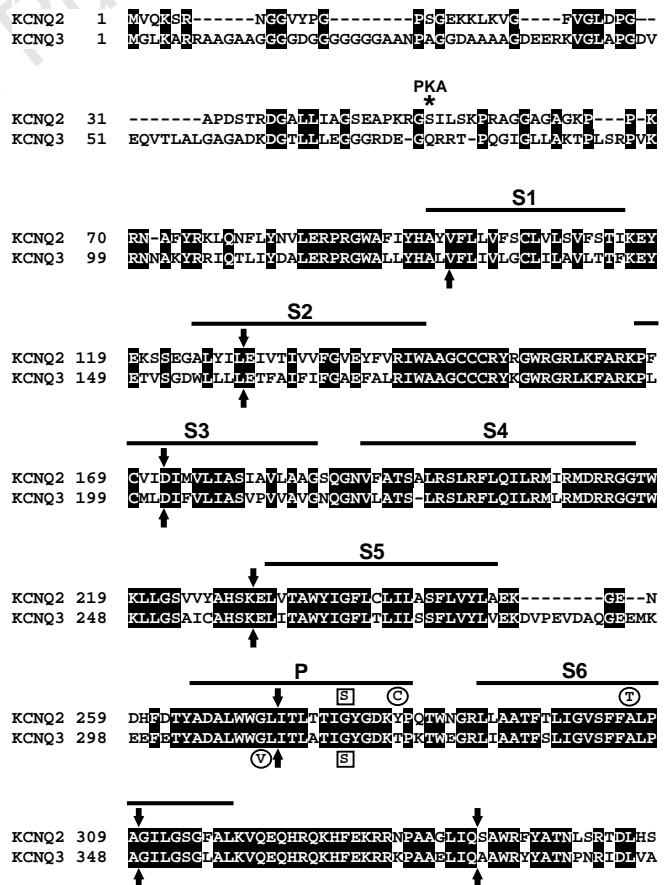 KCNQ2 1 MVQKSR-------NGGVYPG-------PSGEKKLKVG----FVGLDPG--
KCNQ3 1 MGLKARRAAGAAGGGGDGGGGGGGAANPAGGDAAAAGDEERKVGLAPGDV
PKA
*
KCNQ2 31 -------APDSTRDGALLIAGSEAPKRGSILSKPRAGGAGAGKP---P-K
KCNQ3 51 EQVTLALGAGADKDGTLLLEGGGRDE-GQRRT-PQGIGLLAKTPLSRPVK
S1
KCNQ2 70 RN-AFYRKLQNFLYNVLERPRGWAFIYHAYVFLLVFSCLVLSVFSTIKEY
KCNQ3 99 RNNAKYRRIQTLIYDALERPRGWALLYHALVFLIVLGCLILAVLTTFKEY
S2
KCNQ2 119 EKSSEGALYILEIVTIVVFGVEYFVRIWAAGCCCRYRGWRGRLKFARKPF
KCNQ3 149 ETVSGDWLLLLETFAIFIFGAEFALRIWAAGCCCRYKGWRGRLKFARKPL
S3 S4
KCNQ2 169 CVIDIMVLIASIAVLAAGSQGNVFATSALRSLRFLQILRMIRMDRRGGTW
KCNQ3 199 CMLDIFVLIASVPVVAVGNQGNVLATS-LRSLRFLQILRMLRMDRRGGTW
S5
KCNQ2 219 KLLGSVVYAHSKELVTAWYIGFLCLILASFLVYLAEK--------GE--N
KCNQ3 248 KLLGSAICAHSKELITAWYIGFLTLILSSFLVYLVEKDVPEVDAQGEEMK
P S6
S C T
KCNQ2 259 DHFDTYADALWWGLITLTTIGYGDKYPQTWNGRLLAATFTLIGVSFFALP
KCNQ3 298 EEFETYADALWWGLITLATIGYGDKTPKTWEGRLIAATFSLIGVSFFALP
V S
KCNQ2 309 AGILGSGFALKVQEQHRQKHFEKRRNPAAGLIQSAWRFYATNLSRTDLHS
KCNQ3 348 AGILGSGLALKVQEQHRQKHFEKRRKPAAELIQAAWRYYATNPNRIDLVA